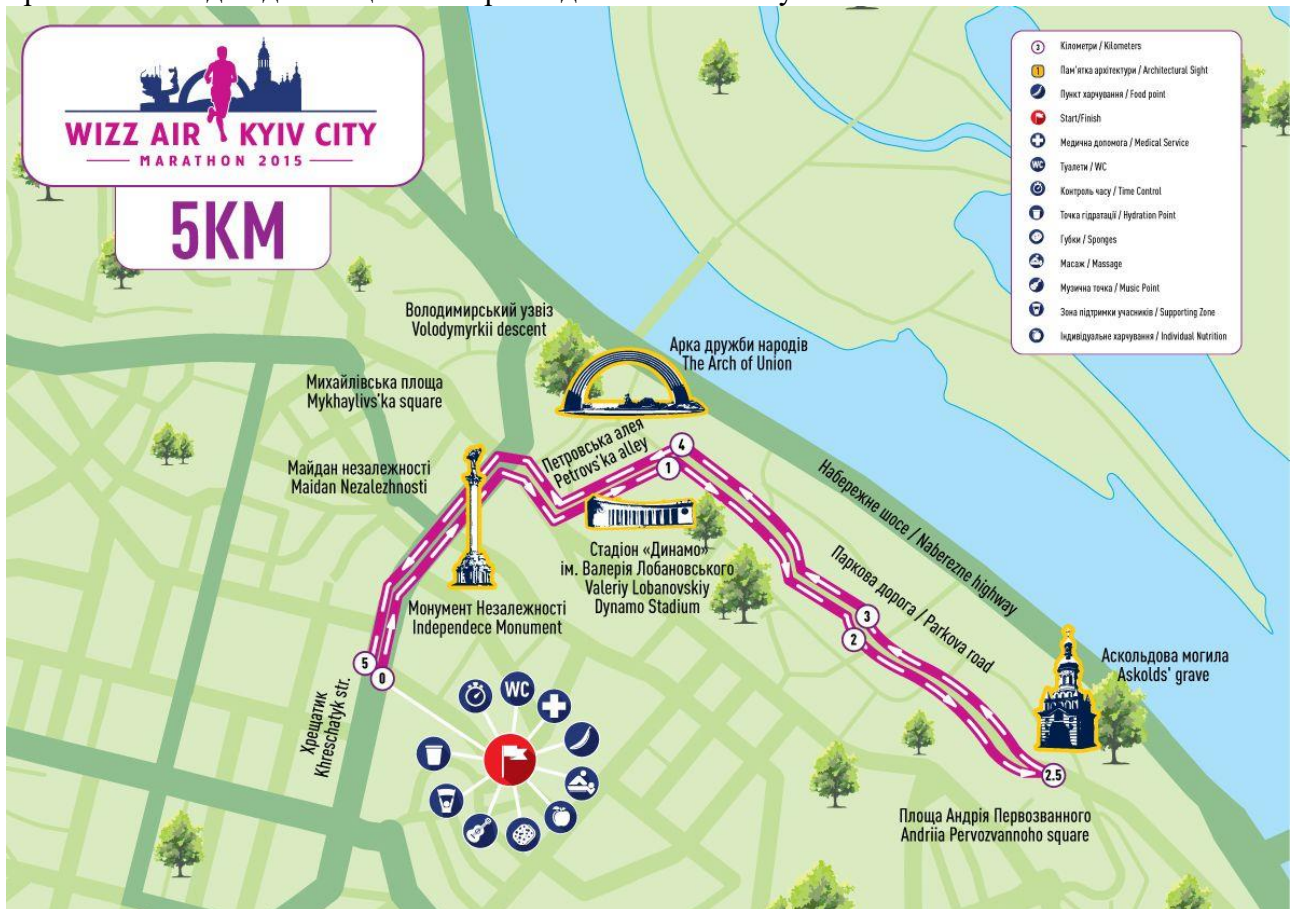 WIZZ AIR KYIV CITY
MARATHON 2015
5KM
3 Кілометри / Kilometers
1 Пам'ятка архітектури / Architectural Sight
Пункт харчування / Food point
Start/Finish
Медична допомога / Medical Service
WC Туалети / WC
Контроль часу / Time Control
Точка гідратації / Hydration Point
Губки / Sponges
Масаж / Massage
Музична точка / Music Point
Зона підтримки учасників / Supporting Zone
Індивідуальне харчування / Individual Nutrition
Володимирський узвіз
Volodymyrkii descent
Арка дружби народів
The Arch of Union
Михайлівська площа
Mykhaylivs'ka square
Петровська алея
Petrovs'ka alley
4
1
Майдан незалежності
Maidan Nezalezhnosti
Набережне шосе / Naberezne highway
Стадіон «Динамо»
ім. Валерія Лобановського
Valeriy Lobanovskiy
Dynamo Stadium
Паркова дорога / Parkova road
Монумент Незалежності
Independece Monument
3
2
Аскольдова могила
Askolds' grave
5
0
Хрещатик
Khreschatyk str.
WC
2.5
Площа Андрія Первозванного
Andriia Pervozvannoho square